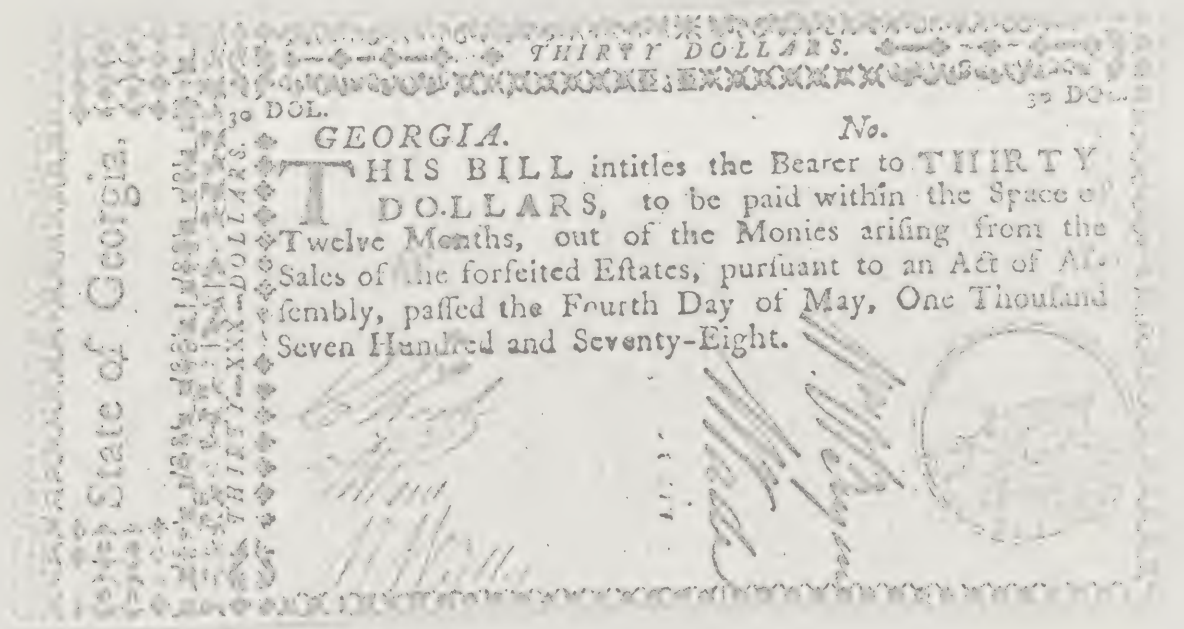 THIRTY DOLLARS.
30 DOL.
30 DOL.
GEORGIA. No.
THIS BILL intitles the Bearer to THIRTY
DOLLARS, to be paid within the Space of
Twelve Months, out of the Monies ariſing from the
Sales of the forfeited Eſtates, purſuant to an Act of Aſ-
ſembly, paſſed the Fourth Day of May, One Thouſand
Seven Hundred and Seventy-Eight.
State of Georgia.
THIRTY—XXX—DOLLARS.